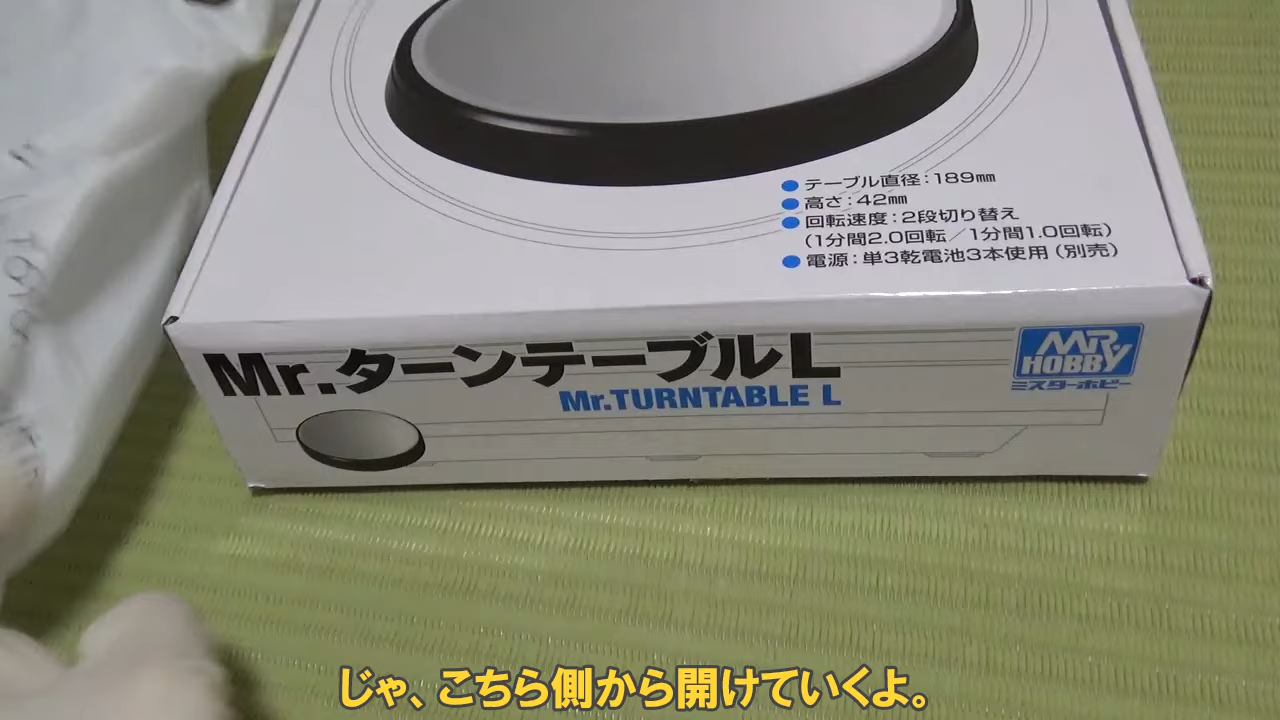 ● テーブル直径：189㎜
● 高さ：42㎜
● 回転速度：2段切り替え
（1分間2.0回転／1分間1.0回転）
● 電源：単3乾電池3本使用（別売）
Mr.ターンテーブルL
Mr.TURNTABLE L
MR.
HOBBY
ミスターホビー
じゃ、こちら側から開けていくよ。